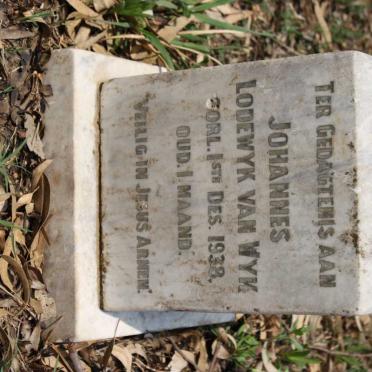 TER GEDAGTENIS AAN
JOHANNES
LODEWYK VAN WYK
OORL. 1STE DES. 1938.
OUD. 1. MAAND.
"VEILIG IN JESUS ARMEN."